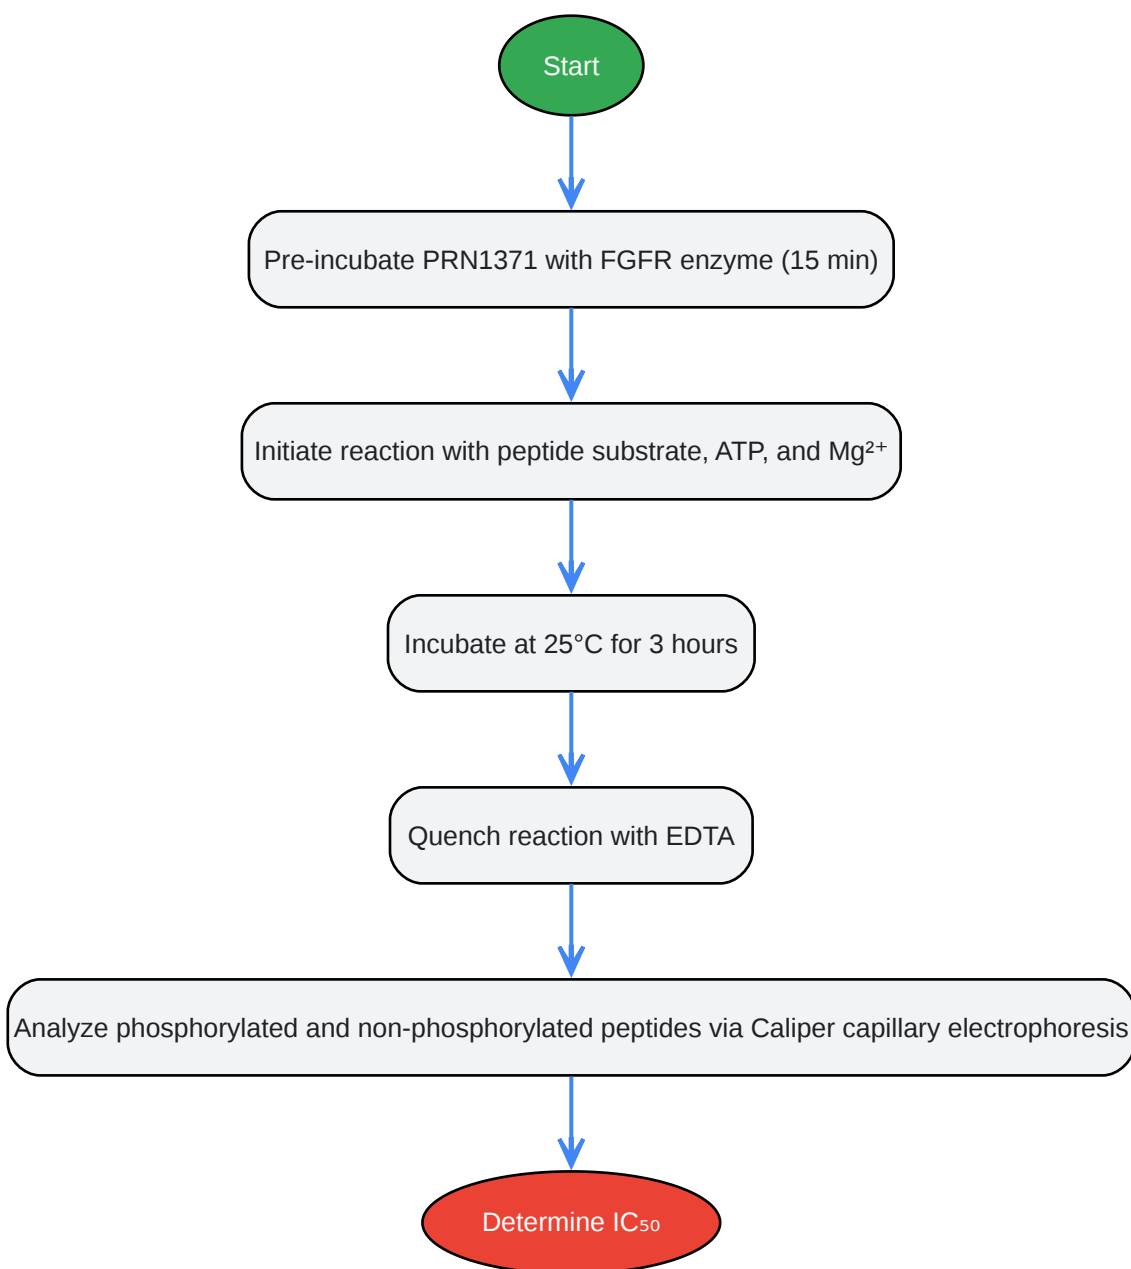 Start
Pre-incubate PRN1371 with FGFR enzyme (15 min)
Initiate reaction with peptide substrate, ATP, and Mg²⁺
Incubate at 25°C for 3 hours
Quench reaction with EDTA
Analyze phosphorylated and non-phosphorylated peptides via Caliper capillary electrophoresis
Determine IC₅₀